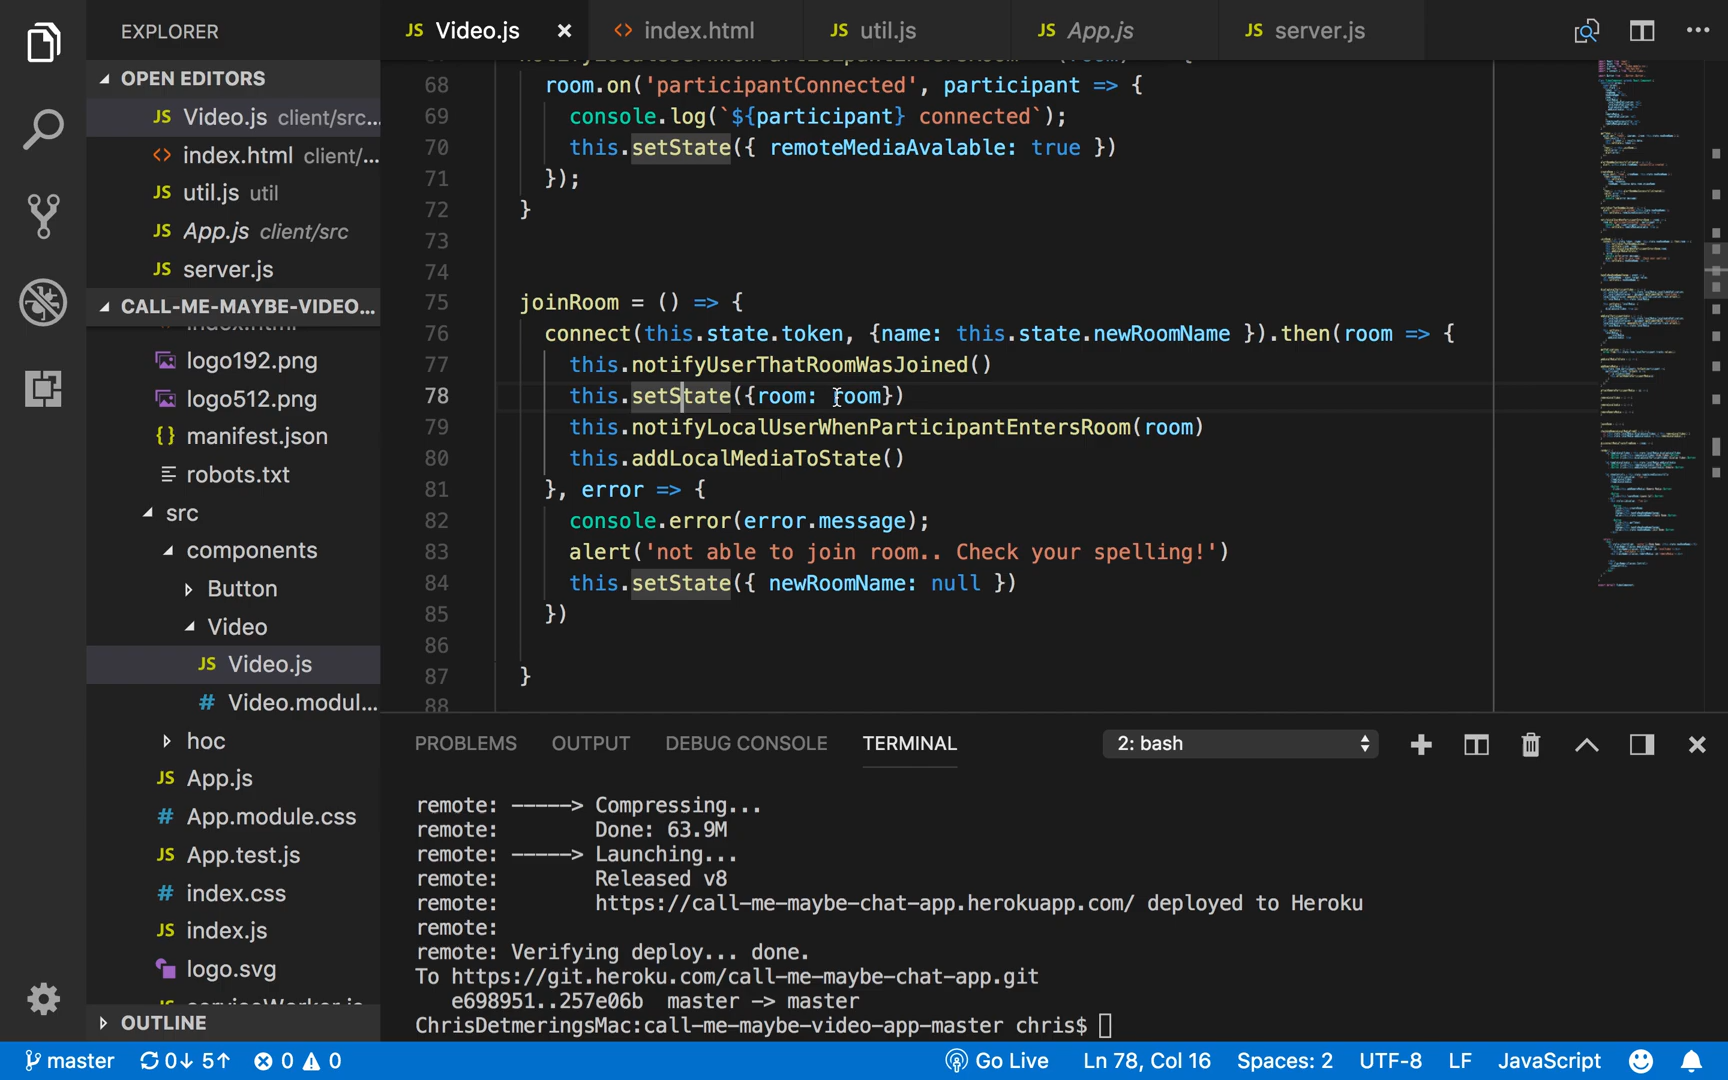 EXPLORER
OPEN EDITORS
JS Video.js client/src...
<> index.html client/...
JS util.js util
JS App.js client/src
JS server.js
CALL-ME-MAYBE-VIDEO...
index.html
logo192.png
logo512.png
{} manifest.json
robots.txt
src
components
Button
Video
JS Video.js
# Video.modul...
hoc
JS App.js
# App.module.css
JS App.test.js
# index.css
JS index.js
logo.svg
JS serviceWorker.js
OUTLINE
JS Video.js × <> index.html JS util.js JS App.js JS server.js
68 room.on('participantConnected', participant => {
69 console.log(`${participant} connected`);
70 this.setState({ remoteMediaAvalable: true })
71 });
72 }
73
74
75 joinRoom = () => {
76 connect(this.state.token, {name: this.state.newRoomName }).then(room => {
77 this.notifyUserThatRoomWasJoined()
78 this.setState({room: room})
79 this.notifyLocalUserWhenParticipantEntersRoom(room)
80 this.addLocalMediaToState()
81 }, error => {
82 console.error(error.message);
83 alert('not able to join room.. Check your spelling!')
84 this.setState({ newRoomName: null })
85 })
86
87 }
88
PROBLEMS OUTPUT DEBUG CONSOLE TERMINAL 2: bash
remote: -----> Compressing...
remote: Done: 63.9M
remote: -----> Launching...
remote: Released v8
remote: https://call-me-maybe-chat-app.herokuapp.com/ deployed to Heroku
remote:
remote: Verifying deploy... done.
To https://git.heroku.com/call-me-maybe-chat-app.git
e698951..257e06b master -> master
ChrisDetmeringsMac:call-me-maybe-video-app-master chris$
master 0↓ 5↑ 0 0 Go Live Ln 78, Col 16 Spaces: 2 UTF-8 LF JavaScript